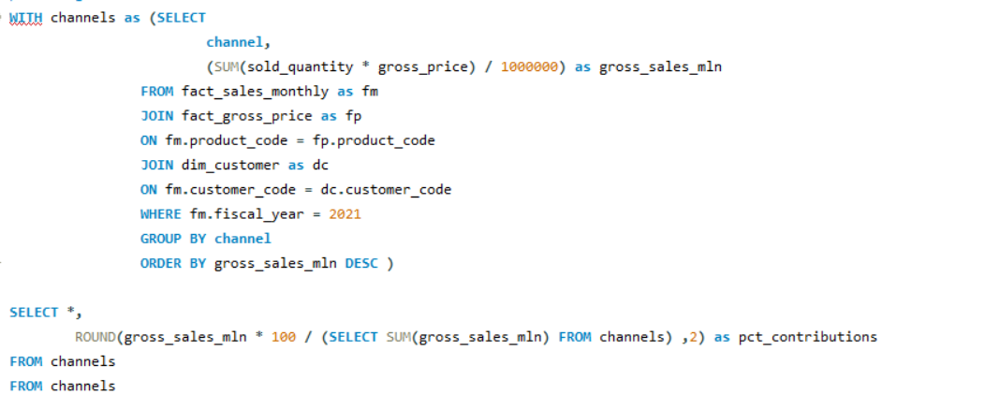 WITH channels as (SELECT
channel,
(SUM(sold_quantity * gross_price) / 1000000) as gross_sales_mln
FROM fact_sales_monthly as fm
JOIN fact_gross_price as fp
ON fm.product_code = fp.product_code
JOIN dim_customer as dc
ON fm.customer_code = dc.customer_code
WHERE fm.fiscal_year = 2021
GROUP BY channel
ORDER BY gross_sales_mln DESC )
SELECT *,
ROUND(gross_sales_mln * 100 / (SELECT SUM(gross_sales_mln) FROM channels) ,2) as pct_contributions
FROM channels
FROM channels